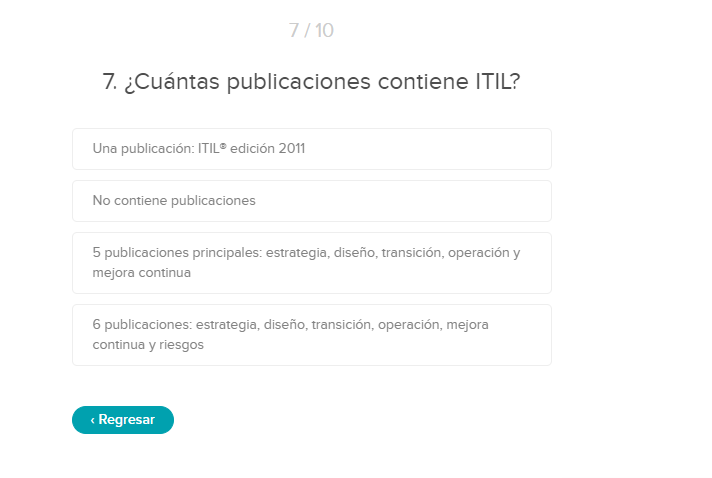 7 / 10
7. ¿Cuántas publicaciones contiene ITIL?
Una publicación: ITIL® edición 2011
No contiene publicaciones
5 publicaciones principales: estrategia, diseño, transición, operación y
mejora continua
6 publicaciones: estrategia, diseño, transición, operación, mejora
continua y riesgos
‹ Regresar